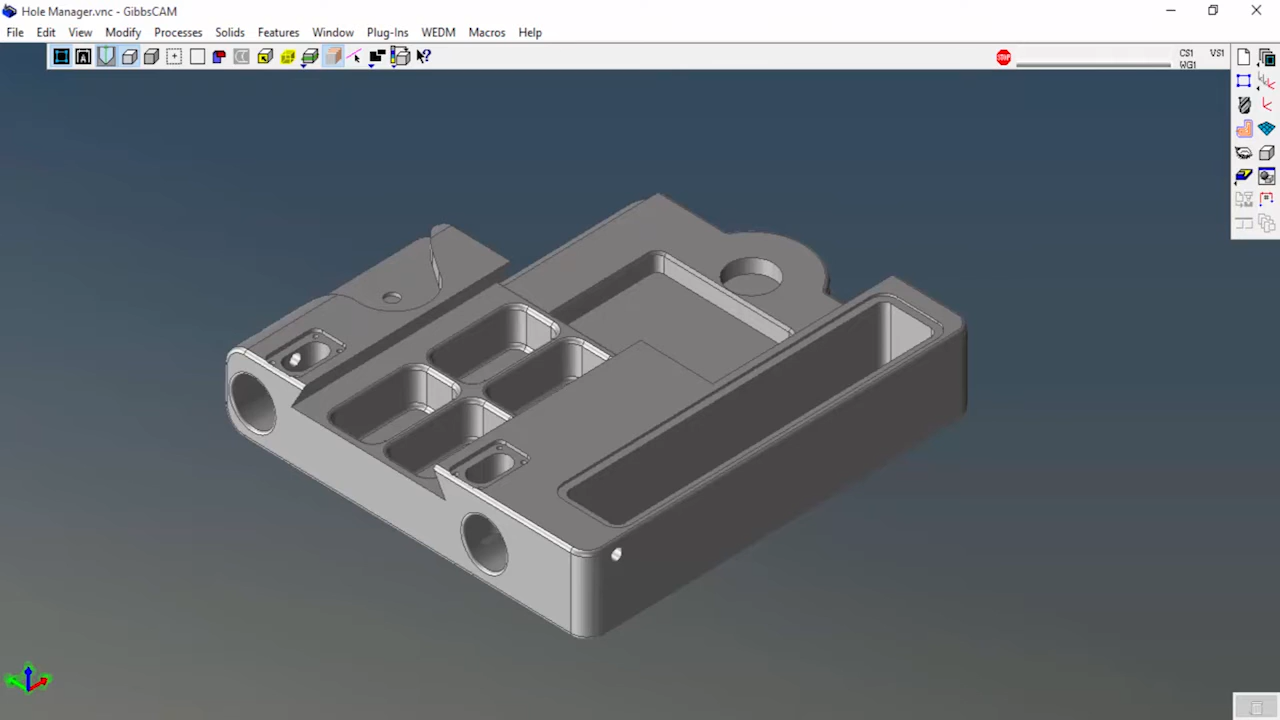 Hole Manager.vnc - GibbsCAM
File Edit View Modify Processes Solids Features Window Plug-Ins WEDM Macros Help
A STOP CS1 VS1
WG1